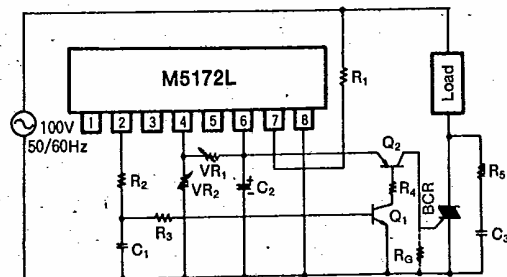 M5172L
1 2 3 4 5 6 7 8
100V
50/60Hz
R1
Load
VR1
VR2
C2
+
-
Q2
R4
BCR
R5
R2
R3
Q1
C1
RG
C3